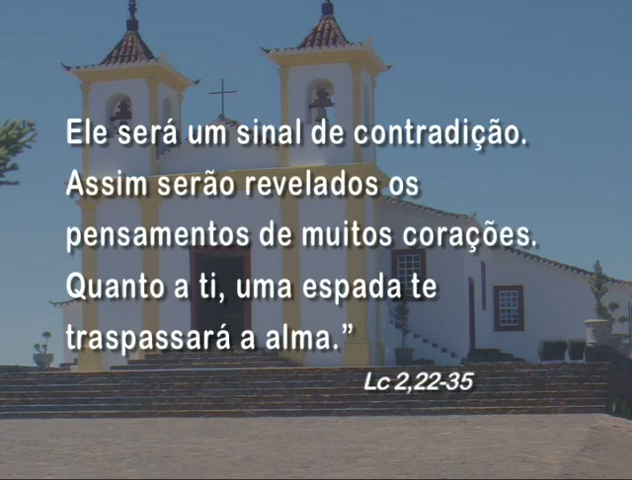 Ele será um sinal de contradição.
Assim serão revelados os
pensamentos de muitos corações.
Quanto a ti, uma espada te
traspassará a alma.”
Lc 2,22-35